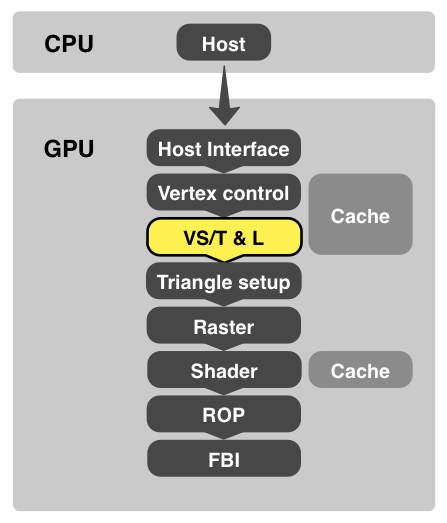 CPU
Host
GPU
Host Interface
Vertex control
Cache
VS/T & L
Triangle setup
Raster
Shader
Cache
ROP
FBI